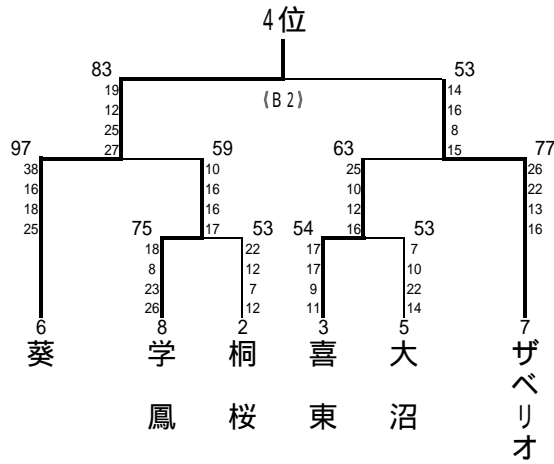 4位
83 53
19 14
《B2》
12 16
25 8
27 15
97 59 63 77
38 10 25 26
16 16 10 22
18 16 12 13
25 17 16 16
75 53 54 53
18 22 17 7
8 12 17 10
23 7 9 22
26 12 11 14
6 8 2 3 5 7
葵
学鳳
桐桜
喜東
大沼
ザベリオ